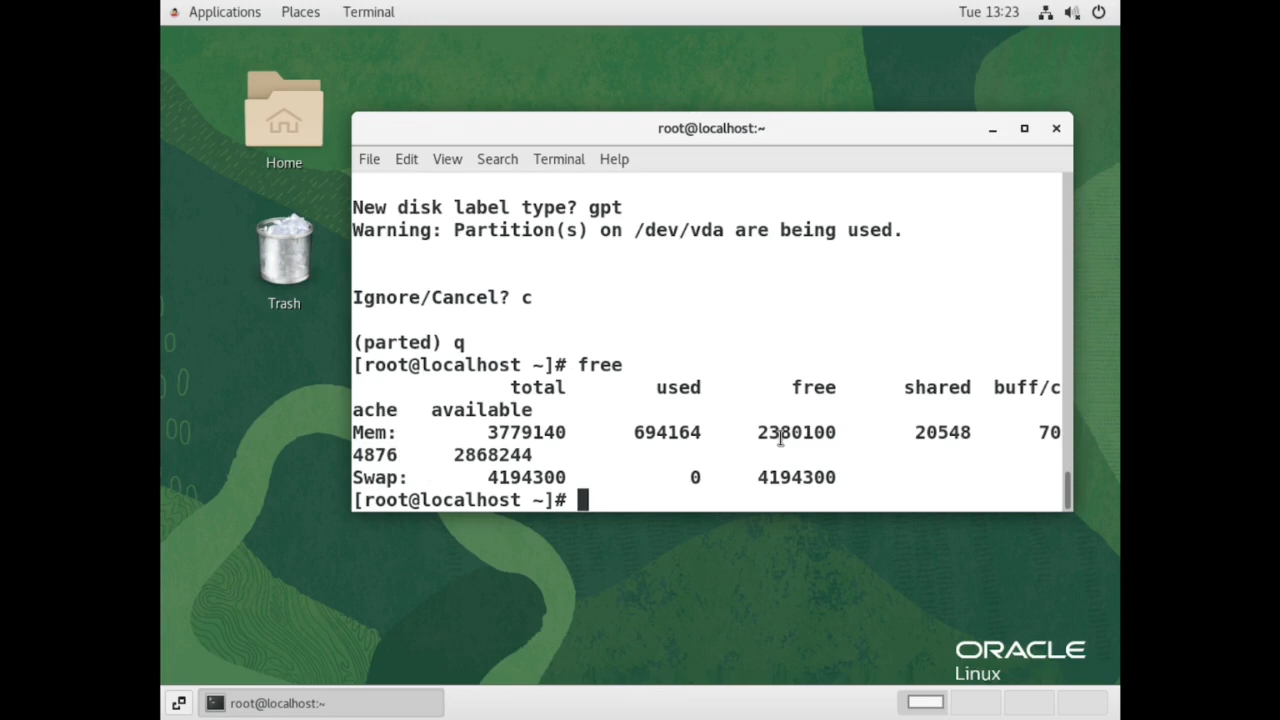 Applications Places Terminal Tue 13:23
Home
Trash
root@localhost:~
File Edit View Search Terminal Help
New disk label type? gpt
Warning: Partition(s) on /dev/vda are being used.
Ignore/Cancel? c
(parted) q
[root@localhost ~]# free
total used free shared buff/c
ache available
Mem: 3779140 694164 2380100 20548 70
4876 2868244
Swap: 4194300 0 4194300
[root@localhost ~]#
ORACLE
Linux
root@localhost:~